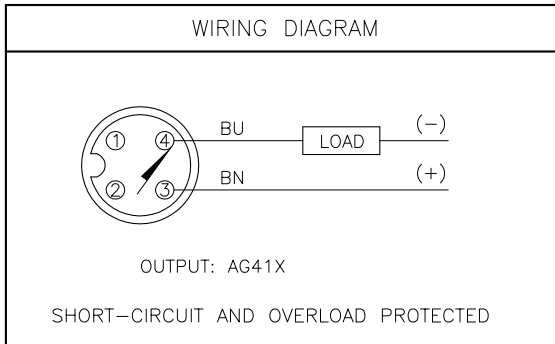 WIRING DIAGRAM
1 4 BU LOAD (-)
2 3 BN (+)
OUTPUT: AG41X
SHORT-CIRCUIT AND OVERLOAD PROTECTED